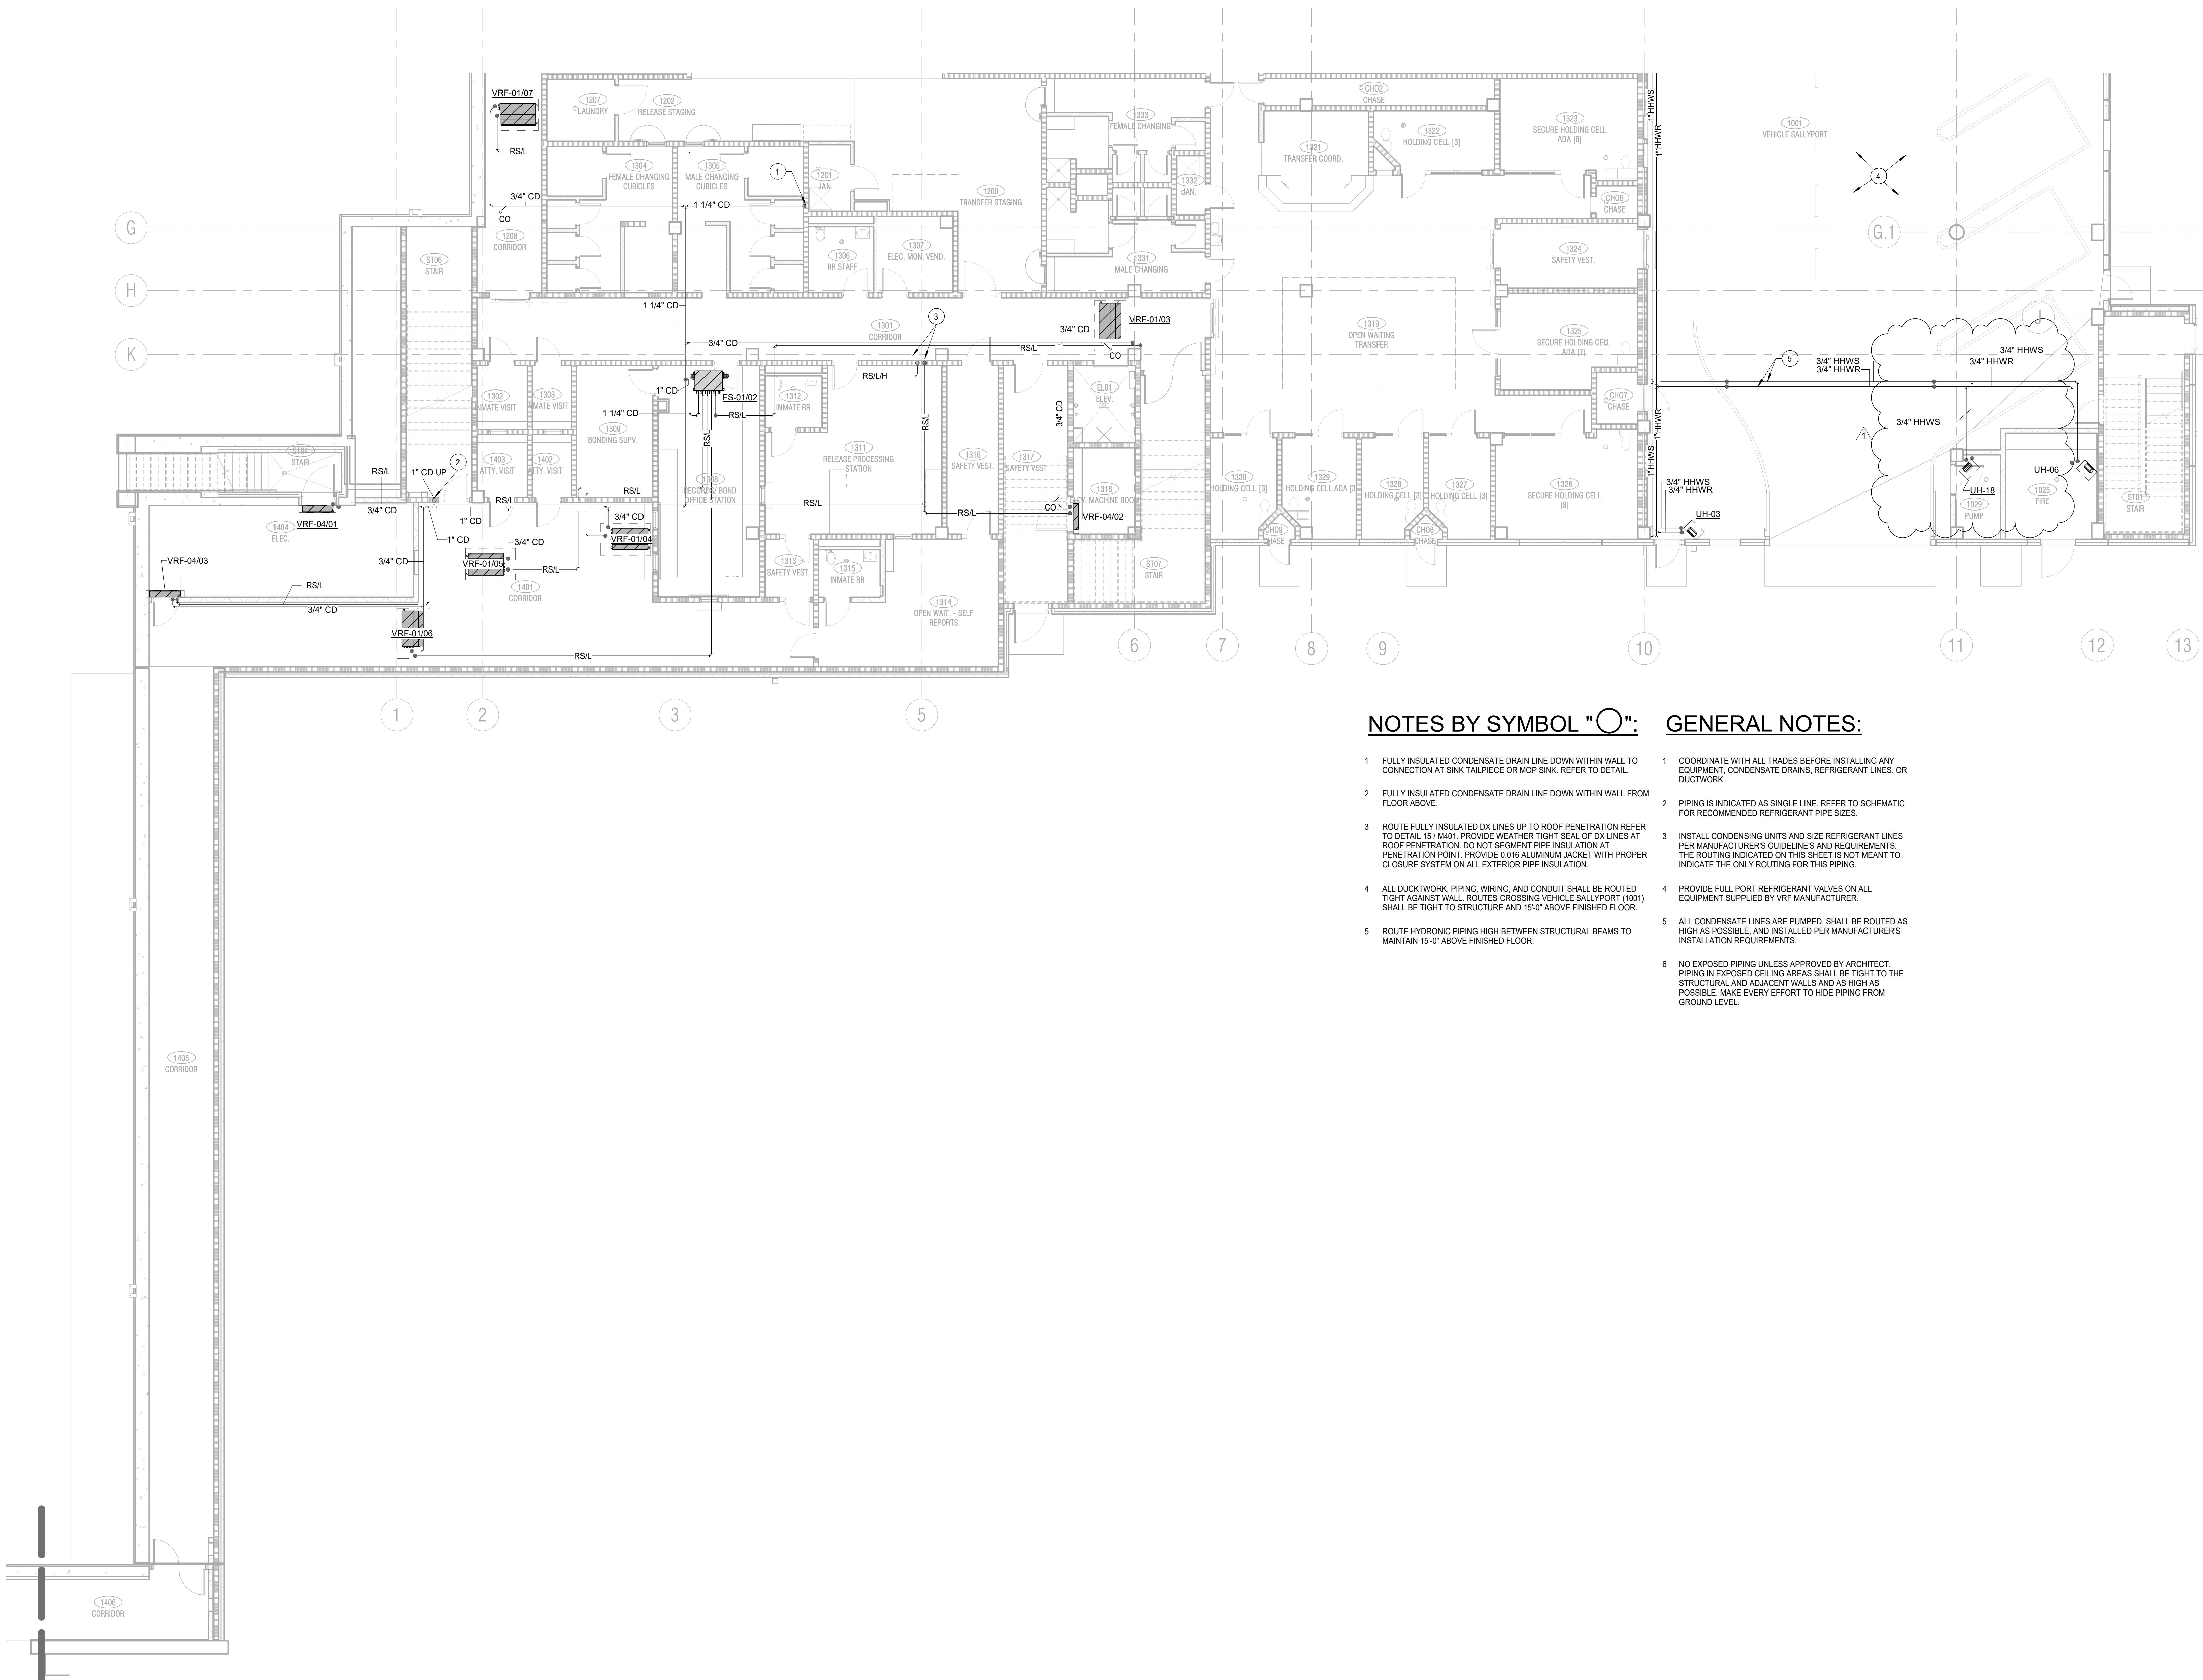 VRF-01/07
1207
LAUNDRY
1202
RELEASE STAGING
CH02
CHASE
1333
FEMALE CHANGING
1323
SECURE HOLDING CELL
ADA [8]
1001
VEHICLE SALLYPORT
1" HHWS
1" HHWR
1322
HOLDING CELL [3]
1321
TRANSFER COORD.
RS/L
1304
FEMALE CHANGING
CUBICLES
1305
MALE CHANGING
CUBICLES
1
1201
JAN
1332
JAN.
4
1200
TRANSFER STAGING
3/4" CD
1 1/4" CD
CO
CH06
CHASE
G
G.1
1208
CORRIDOR
1306
RR STAFF
1307
ELEC. MON. VEND.
1324
SAFETY VEST.
ST06
STAIR
1331
MALE CHANGING
H
1 1/4" CD
3
1301
CORRIDOR
VRF-01/03
3/4" CD
1319
OPEN WAITING
TRANSFER
1325
SECURE HOLDING CELL
ADA [7]
J
K
3/4" CD
RS/L
CO
5
3/4" HHWS
3/4" HHWR
3/4" HHWS
3/4" HHWR
RS/L/H
1" CD
FS-01/02
1312
INMATE RR
EL01
ELEV.
CH07
CHASE
1302
INMATE VISIT
1303
INMATE VISIT
1 1/4" CD
RS/L
RS/L
RS/L
3/4" CD
1" HHWR
3/4" HHWS
1
1309
BONDING SUPV.
1311
RELEASE PROCESSING
STATION
1316
SAFETY VEST.
1317
SAFETY VEST
ST04
STAIR
1403
ATTY. VISIT
1402
ATTY. VISIT
2
RS/L
1" CD UP
1308
OFFICE STATION
1318
ELEV. MACHINE ROOM
1330
HOLDING CELL [3]
1329
HOLDING CELL ADA [3]
1328
HOLDING CELL [3]
1327
HOLDING CELL [3]
1326
SECURE HOLDING CELL
[8]
1" HHWS
3/4" HHWS
3/4" HHWR
UH-03
UH-18
UH-06
1029
PUMP
1025
FIRE
ST01
STAIR
RS/L
RS/L
RS/L
RS/L
CO
VRF-04/02
3/4" CD
1" CD
3/4" CD
1404
ELEC.
VRF-04/01
1" CD
3/4" CD
VRF-01/04
CH09
CHASE
CH08
CHASE
VRF-04/03
3/4" CD
VRF-01/05
RS/L
1313
SAFETY VEST.
1315
INMATE RR
ST07
STAIR
RS/L
3/4" CD
1401
CORRIDOR
1314
OPEN WAIT. - SELF
REPORTS
VRF-01/06
RS/L
6
7
8
9
10
11
12
13
1
2
3
5
NOTES BY SYMBOL "◯":
1 FULLY INSULATED CONDENSATE DRAIN LINE DOWN WITHIN WALL TO
CONNECTION AT SINK TAILPIECE OR MOP SINK. REFER TO DETAIL.
2 FULLY INSULATED CONDENSATE DRAIN LINE DOWN WITHIN WALL FROM
FLOOR ABOVE.
3 ROUTE FULLY INSULATED DX LINES UP TO ROOF PENETRATION REFER
TO DETAIL 15 / M401. PROVIDE WEATHER TIGHT SEAL OF DX LINES AT
ROOF PENETRATION. DO NOT SEGMENT PIPE INSULATION AT
PENETRATION POINT. PROVIDE 0.016 ALUMINUM JACKET WITH PROPER
CLOSURE SYSTEM ON ALL EXTERIOR PIPE INSULATION.
4 ALL DUCKTWORK, PIPING, WIRING, AND CONDUIT SHALL BE ROUTED
TIGHT AGAINST WALL. ROUTES CROSSING VEHICLE SALLYPORT (1001)
SHALL BE TIGHT TO STRUCTURE AND 15'-0" ABOVE FINISHED FLOOR.
5 ROUTE HYDRONIC PIPING HIGH BETWEEN STRUCTURAL BEAMS TO
MAINTAIN 15'-0" ABOVE FINISHED FLOOR.
GENERAL NOTES:
1 COORDINATE WITH ALL TRADES BEFORE INSTALLING ANY
EQUIPMENT, CONDENSATE DRAINS, REFRIGERANT LINES, OR
DUCTWORK.
2 PIPING IS INDICATED AS SINGLE LINE. REFER TO SCHEMATIC
FOR RECOMMENDED REFRIGERANT PIPE SIZES.
3 INSTALL CONDENSING UNITS AND SIZE REFRIGERANT LINES
PER MANUFACTURER'S GUIDELINE'S AND REQUIREMENTS.
THE ROUTING INDICATED ON THIS SHEET IS NOT MEANT TO
INDICATE THE ONLY ROUTING FOR THIS PIPING.
4 PROVIDE FULL PORT REFRIGERANT VALVES ON ALL
EQUIPMENT SUPPLIED BY VRF MANUFACTURER.
5 ALL CONDENSATE LINES ARE PUMPED, SHALL BE ROUTED AS
HIGH AS POSSIBLE, AND INSTALLED PER MANUFACTURER'S
INSTALLATION REQUIREMENTS.
6 NO EXPOSED PIPING UNLESS APPROVED BY ARCHITECT.
PIPING IN EXPOSED CEILING AREAS SHALL BE TIGHT TO THE
STRUCTURAL AND ADJACENT WALLS AND AS HIGH AS
POSSIBLE. MAKE EVERY EFFORT TO HIDE PIPING FROM
GROUND LEVEL.
1405
CORRIDOR
1406
CORRIDOR